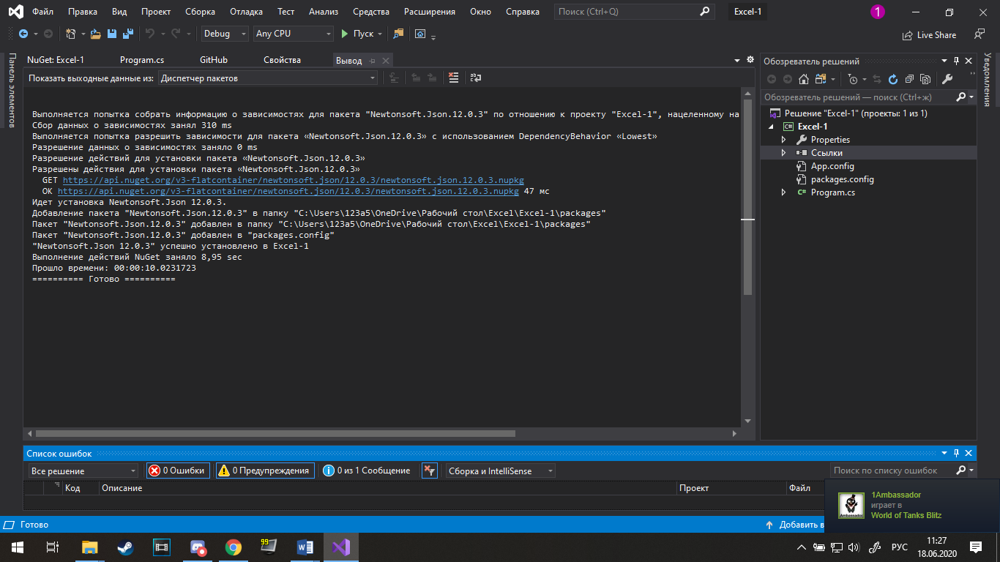 Файл Правка Вид Проект Сборка Отладка Тест Анализ Средства Расширения Окно Справка Поиск (Ctrl+Q) Excel-1 1
Debug Any CPU Пуск Live Share
NuGet: Excel-1 Program.cs GitHub Свойства Вывод
Панель элементов
Показать выходные данные из: Диспетчер пакетов
Выполняется попытка собрать информацию о зависимостях для пакета "Newtonsoft.Json.12.0.3" по отношению к проекту "Excel-1", нацеленному на
Сбор данных о зависимостях занял 310 ms
Выполняется попытка разрешить зависимости для пакета «Newtonsoft.Json.12.0.3» с использованием DependencyBehavior «Lowest»
Разрешение данных о зависимостях заняло 0 ms
Разрешение действий для установки пакета «Newtonsoft.Json.12.0.3»
Разрешены действия для установки пакета «Newtonsoft.Json.12.0.3»
GET https://api.nuget.org/v3-flatcontainer/newtonsoft.json/12.0.3/newtonsoft.json.12.0.3.nupkg
OK https://api.nuget.org/v3-flatcontainer/newtonsoft.json/12.0.3/newtonsoft.json.12.0.3.nupkg 47 мс
Идет установка Newtonsoft.Json 12.0.3.
Добавление пакета "Newtonsoft.Json.12.0.3" в папку "C:\Users\123a5\OneDrive\Рабочий стол\Excel\Excel-1\packages"
Пакет "Newtonsoft.Json.12.0.3" добавлен в папку "C:\Users\123a5\OneDrive\Рабочий стол\Excel\Excel-1\packages"
Пакет "Newtonsoft.Json.12.0.3" добавлен в "packages.config"
"Newtonsoft.Json 12.0.3" успешно установлено в Excel-1
Выполнение действий NuGet заняло 8,95 sec
Прошло времени: 00:00:10.0231723
========== Готово ==========
Обозреватель решений
Обозреватель решений — поиск (Ctrl+ж)
Решение "Excel-1" (проекты: 1 из 1)
C# Excel-1
Properties
Ссылки
App.config
packages.config
C# Program.cs
Уведомления
Список ошибок
Все решение 0 Ошибки 0 Предупреждения 0 из 1 Сообщение Сборка и IntelliSense Поиск по списку ошибок
Код Описание Проект Файл
1Ambassador
играет в
World of Tanks Blitz
Ambassador
Готово Добавить в
99
РУС
11:27
18.06.2020